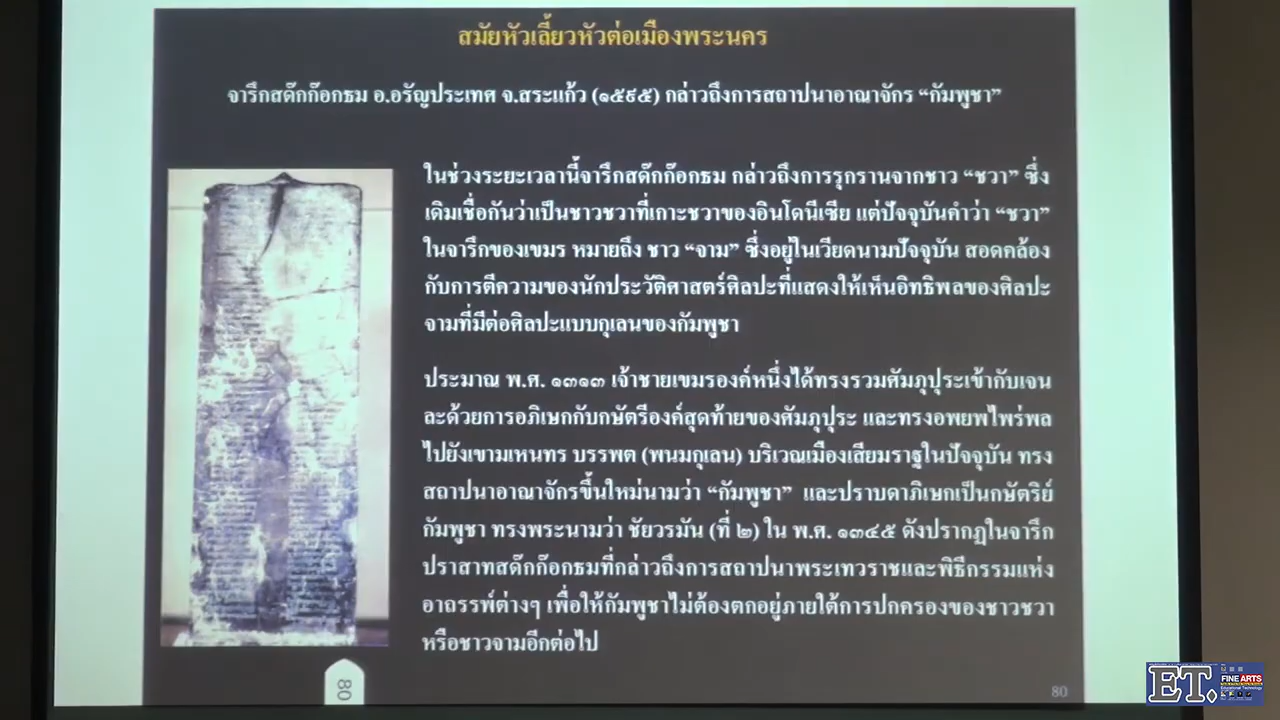 สมัยหัวเลี้ยวหัวต่อเมืองพระนคร
จารึกสด๊กก๊อกธม อ.อรัญประเทศ จ.สระแก้ว (๑๕๙๕) กล่าวถึงการสถาปนาอาณาจักร “กัมพูชา”
ในช่วงระยะเวลานี้จารึกสด๊กก๊อกธม กล่าวถึงการรุกรานจากชาว “ชวา” ซึ่ง
เดิมเชื่อกันว่าเป็นชาวชวาที่เกาะชวาของอินโดนีเซีย แต่ปัจจุบันคำว่า “ชวา”
ในจารึกของเขมร หมายถึง ชาว “จาม” ซึ่งอยู่ในเวียดนามปัจจุบัน สอดคล้อง
กับการตีความของนักประวัติศาสตร์ศิลปะที่แสดงให้เห็นอิทธิพลของศิลปะ
จามที่มีต่อศิลปะแบบกุเลนของกัมพูชา
ประมาณ พ.ศ. ๑๓๑๓ เจ้าชายเขมรองค์หนึ่งได้ทรงรวมศัมภุปุระเข้ากับเจน
ละด้วยการอภิเษกกับกษัตรีองค์สุดท้ายของศัมภุปุระ และทรงอพยพไพร่พล
ไปยังเขามเหนทร บรรพต (พนมกุเลน) บริเวณเมืองเสียมราฐในปัจจุบัน ทรง
สถาปนาอาณาจักรขึ้นใหม่นามว่า “กัมพูชา” และปราบดาภิเษกเป็นกษัตริย์
กัมพูชา ทรงพระนามว่า ชัยวรมัน (ที่ ๒) ใน พ.ศ. ๑๓๔๕ ดังปรากฏในจารึก
ปราสาทสด๊กก๊อกธมที่กล่าวถึงการสถาปนาพระเทวราชและพิธีกรรมแห่ง
อาถรรพ์ต่างๆ เพื่อให้กัมพูชาไม่ต้องตกอยู่ภายใต้การปกครองของชาวชวา
หรือชาวจามอีกต่อไป
80
80
ET.
FINE ARTS
Educational Technology